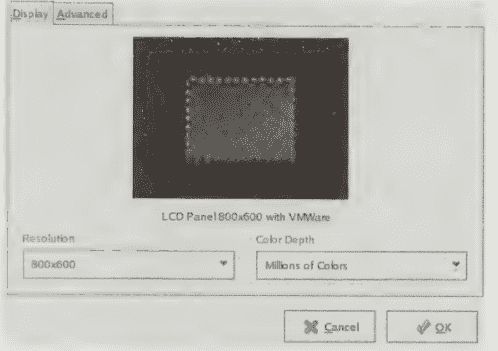 Display Advanced
LCD Panel 800x600 with VMWare
Resolution Color Depth
800x600 Millions of Colors
Cancel OK